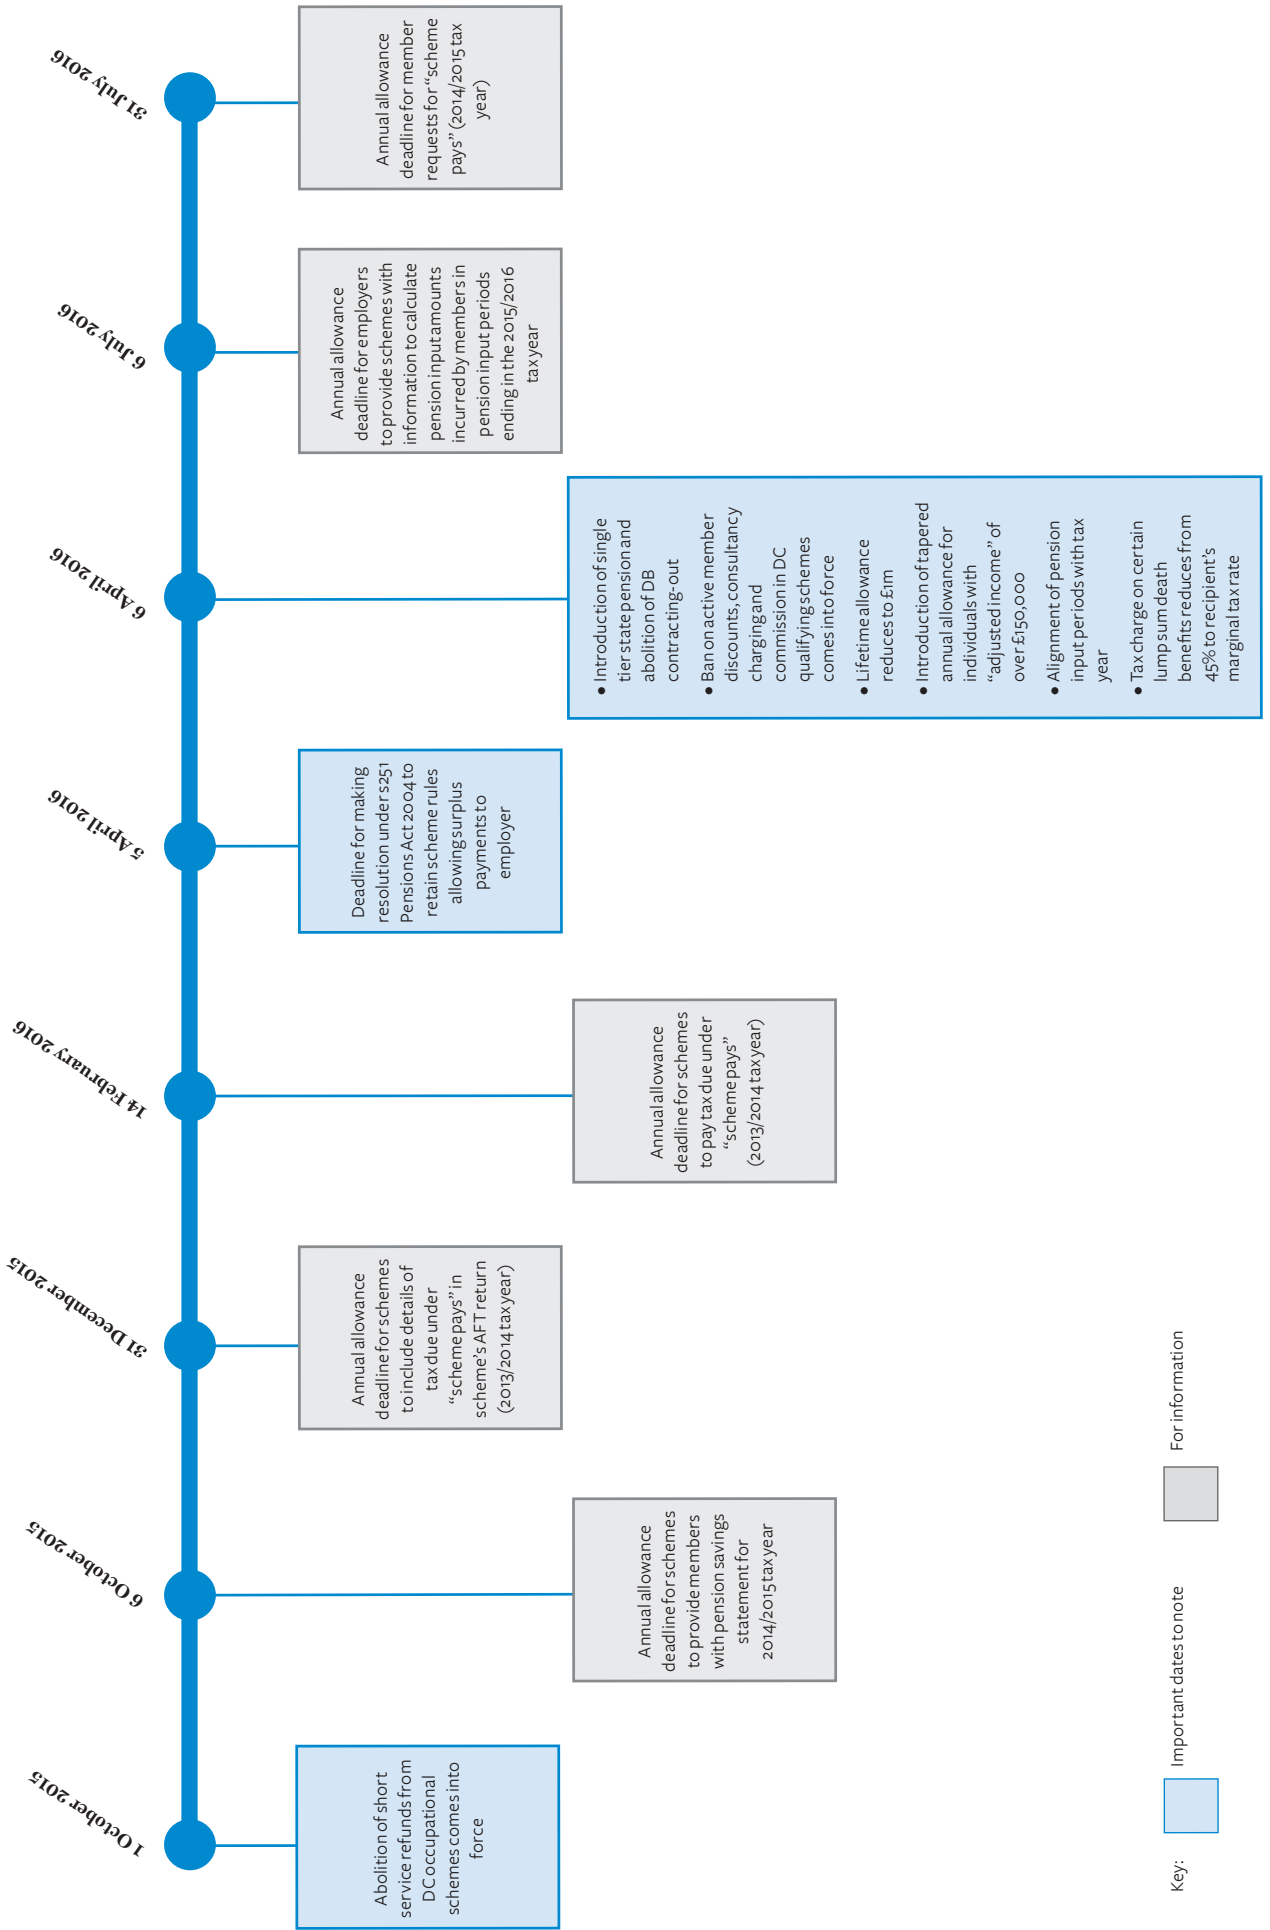 1 October 2015
6 October 2015
31 December 2015
14 February 2016
5 April 2016
6 April 2016
6 July 2016
31 July 2016
Abolition of short
service refunds from
DC occupational
schemes comes into
force
Annual allowance
deadline for schemes
to provide members
with pension savings
statement for
2014/2015 tax year
Annual allowance
deadline for schemes
to include details of
tax due under
“scheme pays” in
scheme’s AFT return
(2013/2014 tax year)
Annual allowance
deadline for schemes
to pay tax due under
“scheme pays”
(2013/2014 tax year)
Deadline for making
resolution under s251
Pensions Act 2004 to
retain scheme rules
allowing surplus
payments to
employer
• Introduction of single
tier state pension and
abolition of DB
contracting-out
• Ban on active member
discounts, consultancy
charging and
commission in DC
qualifying schemes
comes into force
• Lifetime allowance
reduces to £1m
• Introduction of tapered
annual allowance for
individuals with
“adjusted income” of
over £150,000
• Alignment of pension
input periods with tax
year
• Tax charge on certain
lump sum death
benefits reduces from
45% to recipient’s
marginal tax rate
Annual allowance
deadline for employers
to provide schemes with
information to calculate
pension input amounts
incurred by members in
pension input periods
ending in the 2015/2016
tax year
Annual allowance
deadline for member
requests for “scheme
pays” (2014/2015 tax
year)
Key:
Important dates to note
For information